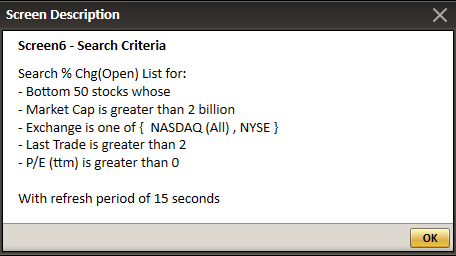 Screen Description
Screen6 - Search Criteria
Search % Chg(Open) List for:
- Bottom 50 stocks whose
- Market Cap is greater than 2 billion
- Exchange is one of {  NASDAQ (All) , NYSE }
- Last Trade is greater than 2
- P/E (ttm) is greater than 0
With refresh period of 15 seconds
OK